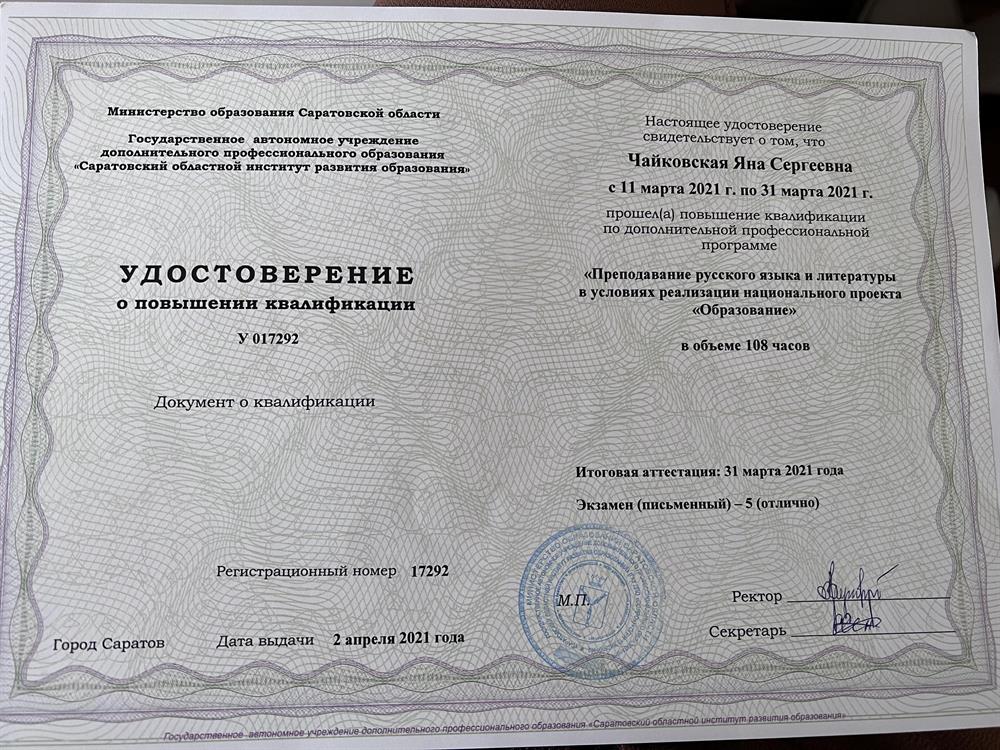 Министерство образования Саратовской области
Государственное автономное учреждение
дополнительного профессионального образования
«Саратовский областной институт развития образования»
УДОСТОВЕРЕНИЕ
о повышении квалификации
У 017292
Документ о квалификации
Регистрационный номер 17292
Город Саратов Дата выдачи 2 апреля 2021 года
Настоящее удостоверение
свидетельствует о том, что
Чайковская Яна Сергеевна
с 11 марта 2021 г. по 31 марта 2021 г.
прошел(а) повышение квалификации
по дополнительной профессиональной
программе
«Преподавание русского языка и литературы
в условиях реализации национального проекта
«Образование»
в объеме 108 часов
Итоговая аттестация: 31 марта 2021 года
Экзамен (письменный) – 5 (отлично)
М.П.
Ректор
Секретарь
Государственное автономное учреждение дополнительного профессионального образования «Саратовский областной институт развития образования»